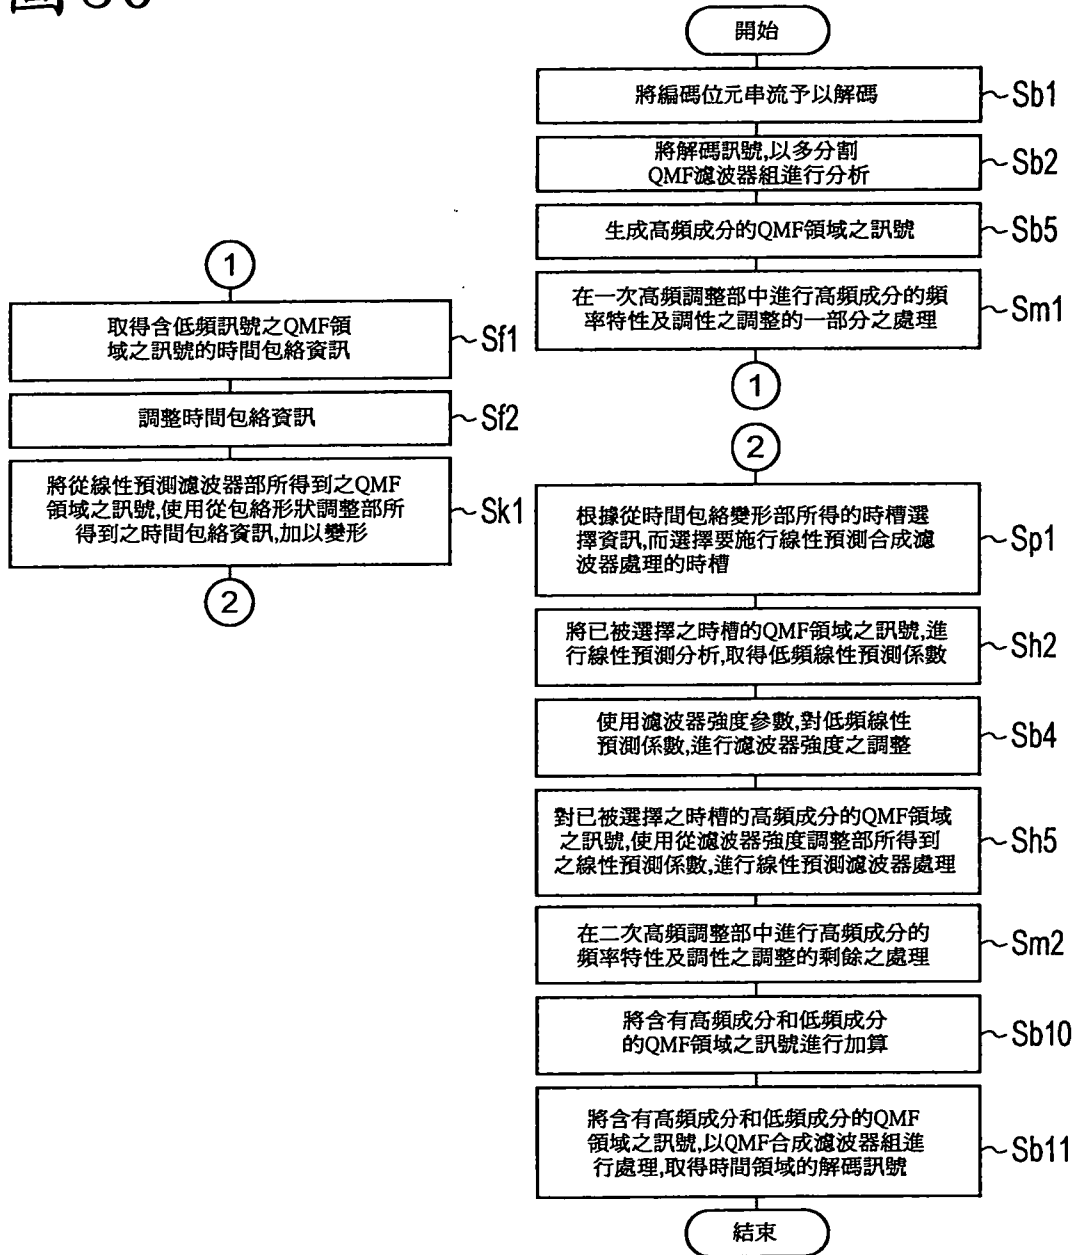 開始
將編碼位元串流予以解碼
Sb1
將解碼訊號,以多分割
QMF濾波器組進行分析
Sb2
生成高頻成分的QMF領域之訊號
Sb5
在一次高頻調整部中進行高頻成分的頻
率特性及調性之調整的一部分之處理
Sm1
1
1
取得含低頻訊號之QMF領
域之訊號的時間包絡資訊
Sf1
調整時間包絡資訊
Sf2
將從線性預測濾波器部所得到之QMF
領域之訊號,使用從包絡形狀調整部所
得到之時間包絡資訊,加以變形
Sk1
2
2
根據從時間包絡變形部所得的時槽選
擇資訊,而選擇要施行線性預測合成濾
波器處理的時槽
Sp1
將已被選擇之時槽的QMF領域之訊號,進
行線性預測分析,取得低頻線性預測係數
Sh2
使用濾波器強度參數,對低頻線性
預測係數,進行濾波器強度之調整
Sb4
對已被選擇之時槽的高頻成分的QMF領域
之訊號,使用從濾波器強度調整部所得到
之線性預測係數,進行線性預測濾波器處理
Sh5
在二次高頻調整部中進行高頻成分的
頻率特性及調性之調整的剩餘之處理
Sm2
將含有高頻成分和低頻成分
的QMF領域之訊號進行加算
Sb10
將含有高頻成分和低頻成分的QMF
領域之訊號,以QMF合成濾波器組進
行處理,取得時間領域的解碼訊號
Sb11
結束